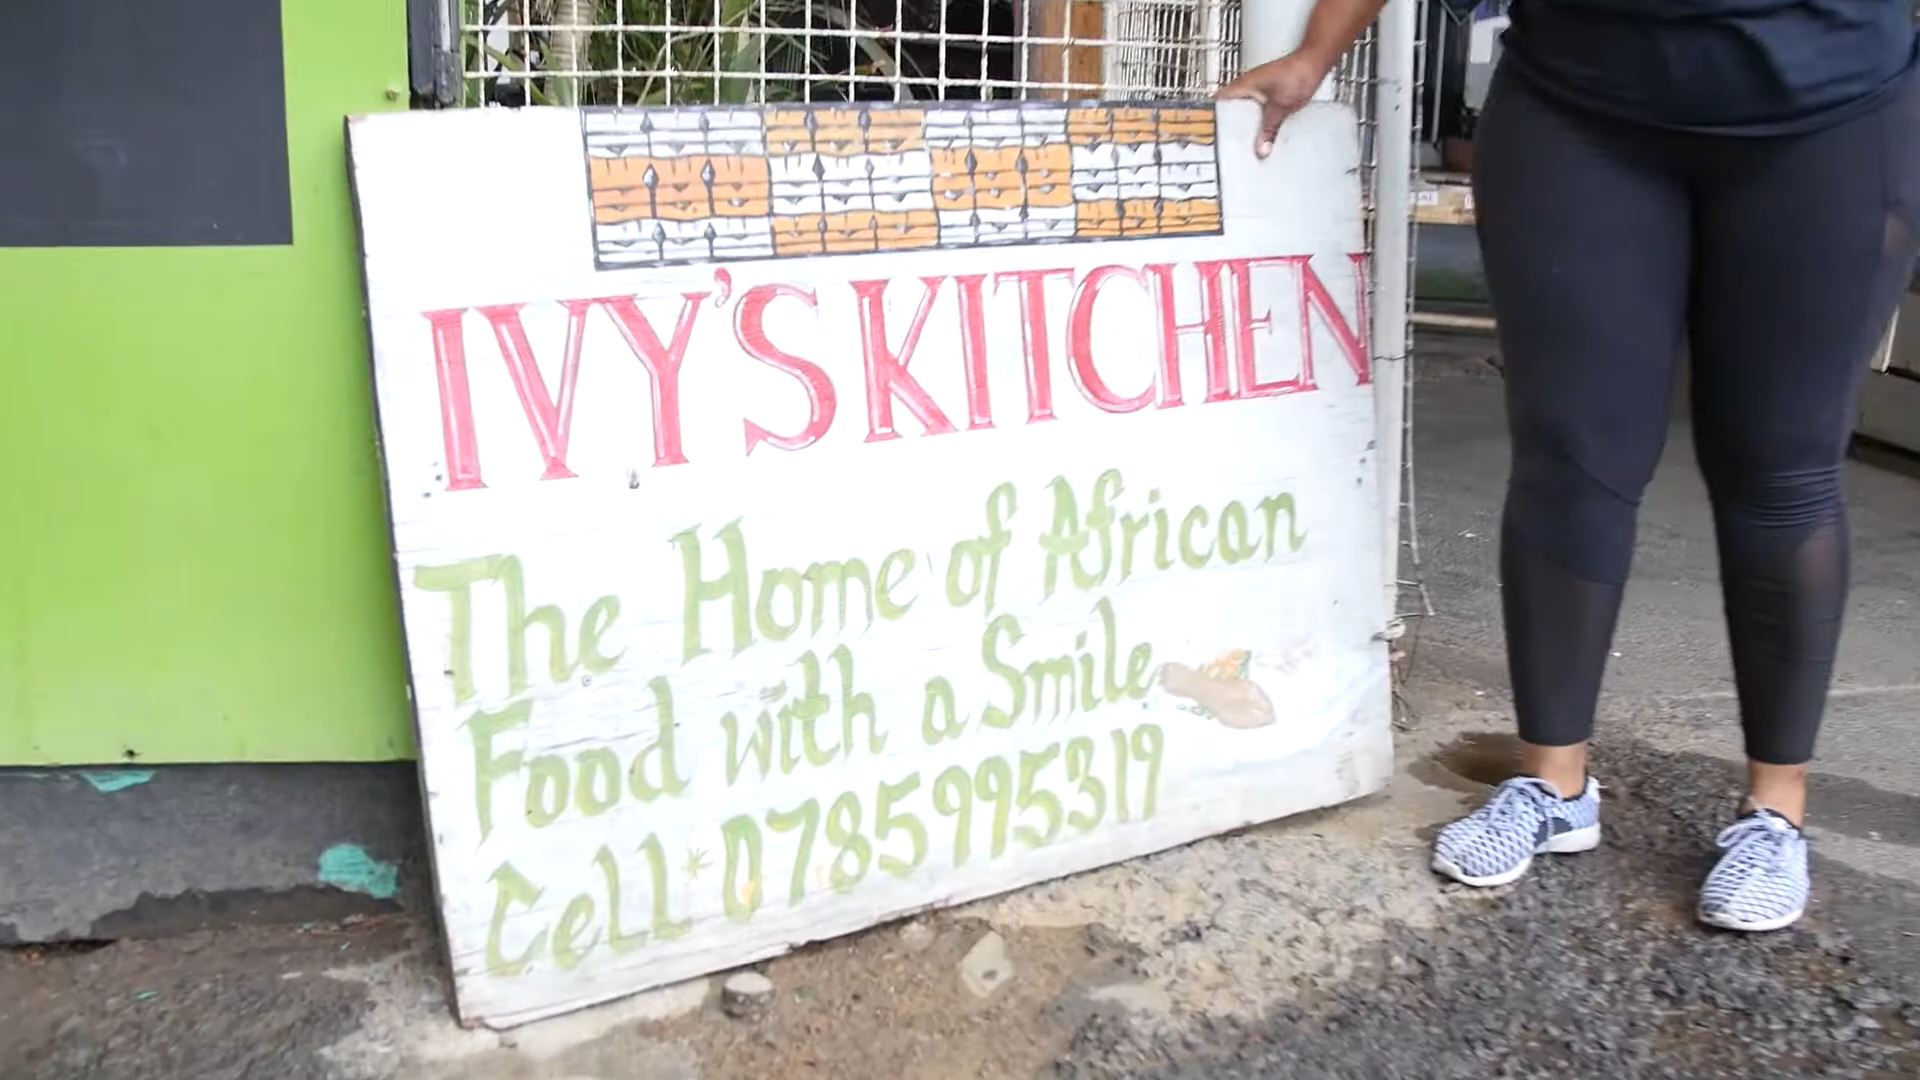 IVY'S KITCHEN
The Home of African
Food with a Smile
Cell*0785995319